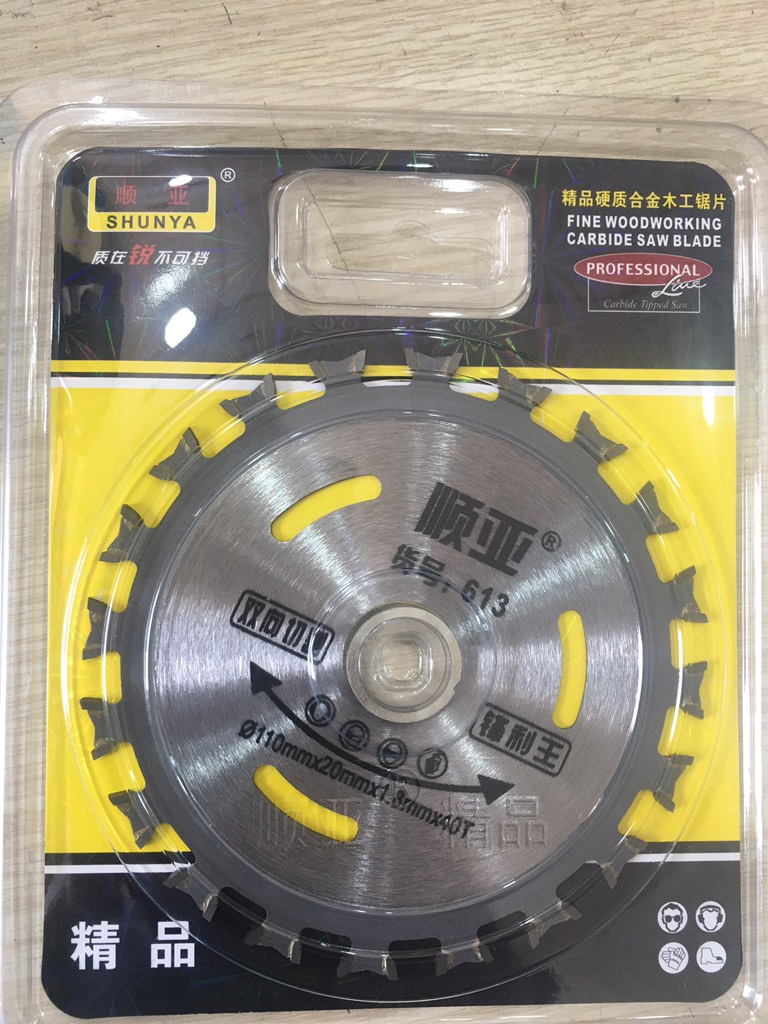 顺 亚®
SHUNYA
质在锐不可挡
精品硬质合金木工锯片
FINE WOODWORKING
CARBIDE SAW BLADE
PROFESSIONAL
Line
Carbide Tipped Saw
顺亚®
货号: 613
双向切割
锋利王
Ø110mmx20mmx1.8mmx40T
顺亚® 精品
精 品